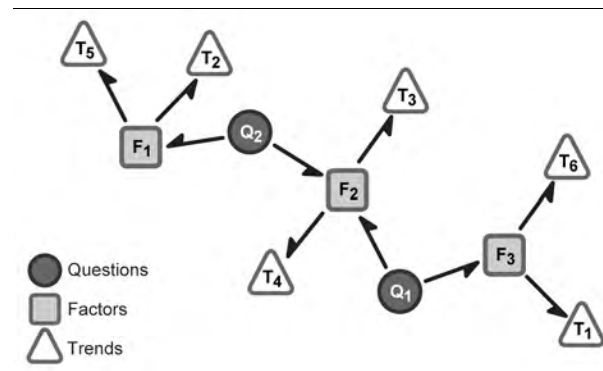 T5
T2
T3
F1
Q2
T6
F2
F3
T4
Q1
T1
Questions
Factors
Trends